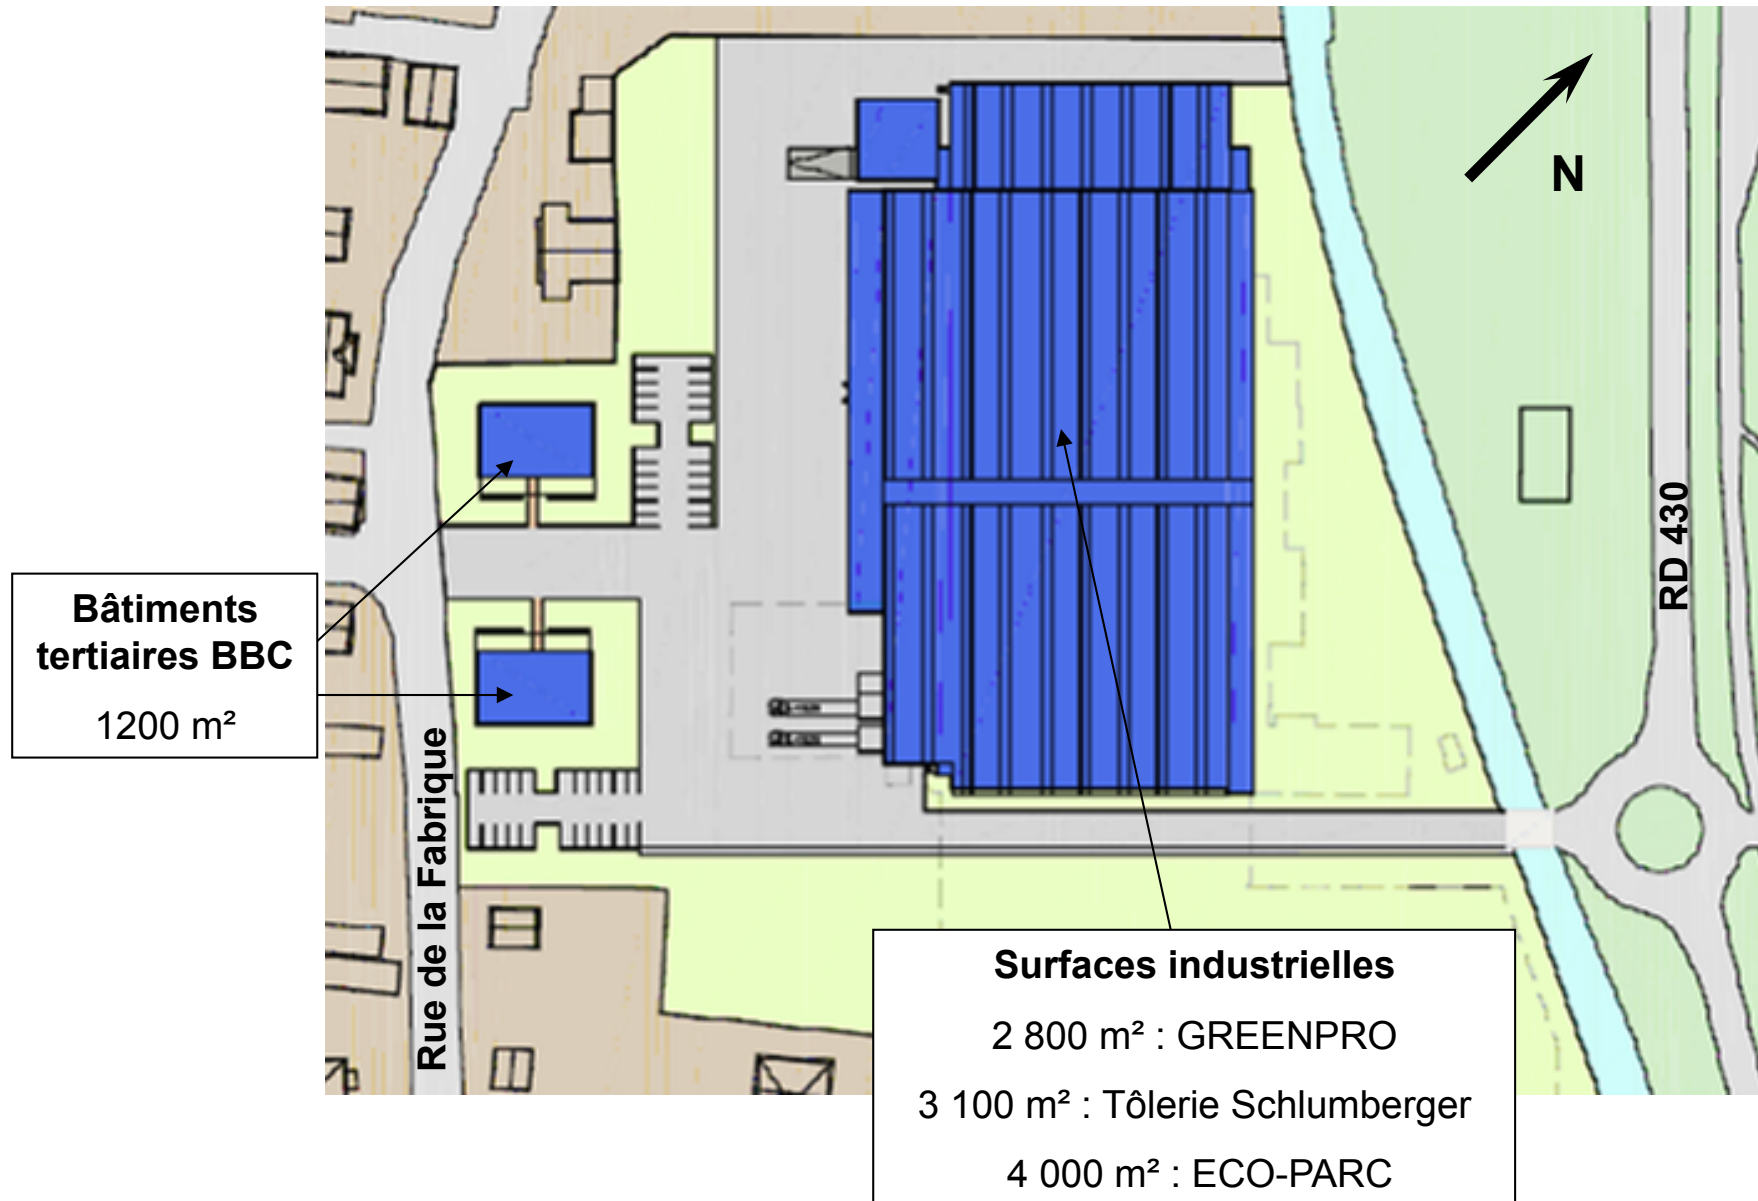 N
RD 430
Bâtiments
tertiaires BBC
1200 m²
Rue de la Fabrique
Surfaces industrielles
2 800 m² : GREENPRO
3 100 m² : Tôlerie Schlumberger
4 000 m² : ECO-PARC